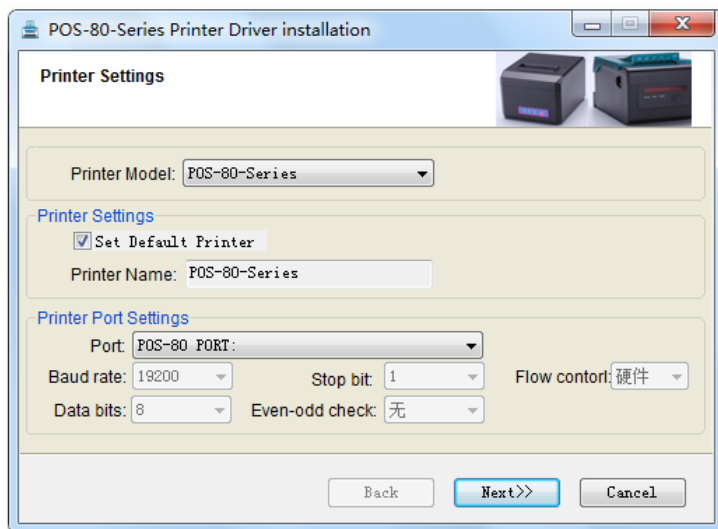 POS-80-Series Printer Driver installation
Printer Settings
Printer Model: POS-80-Series
Printer Settings
Set Default Printer
Printer Name: POS-80-Series
Printer Port Settings
Port: POS-80 PORT:
Baud rate: 19200 Stop bit: 1 Flow contorl: 硬件
Data bits: 8 Even-odd check: 无
Back Next>> Cancel